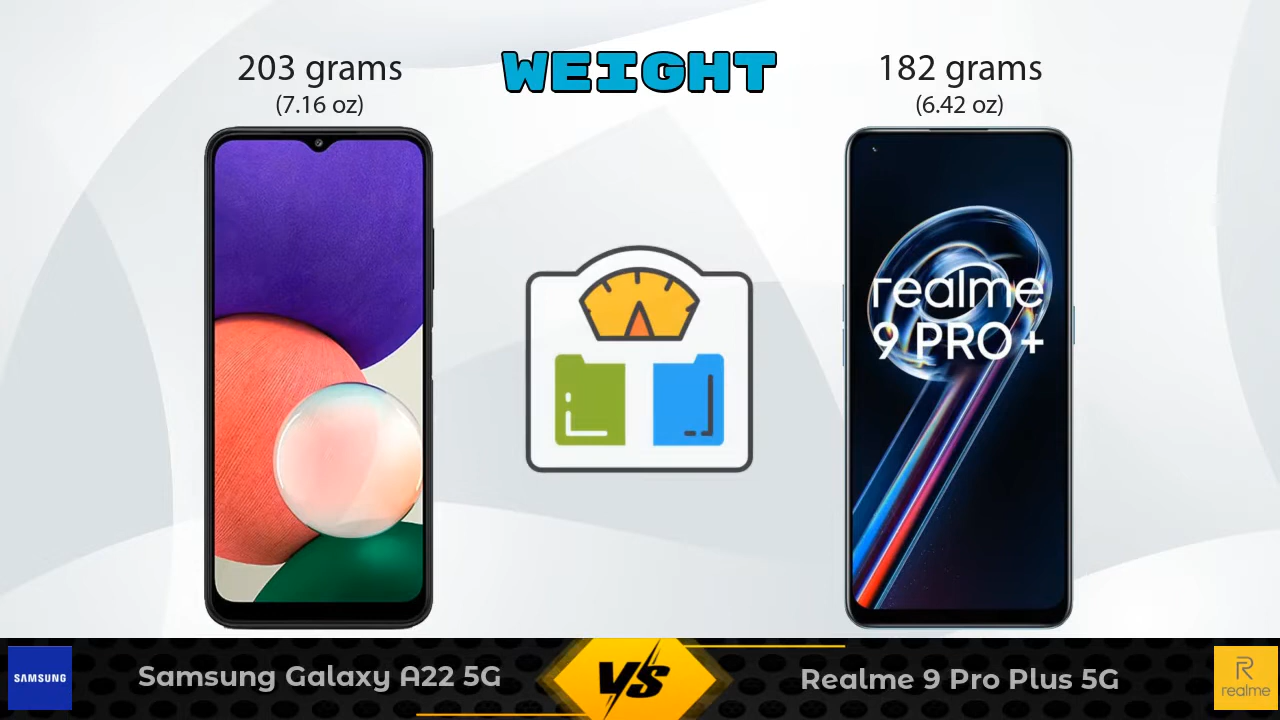 WEIGHT
203 grams
(7.16 oz)
182 grams
(6.42 oz)
realme
9 PRO+
SAMSUNG
Samsung Galaxy A22 5G
VS
Realme 9 Pro Plus 5G
R
realme